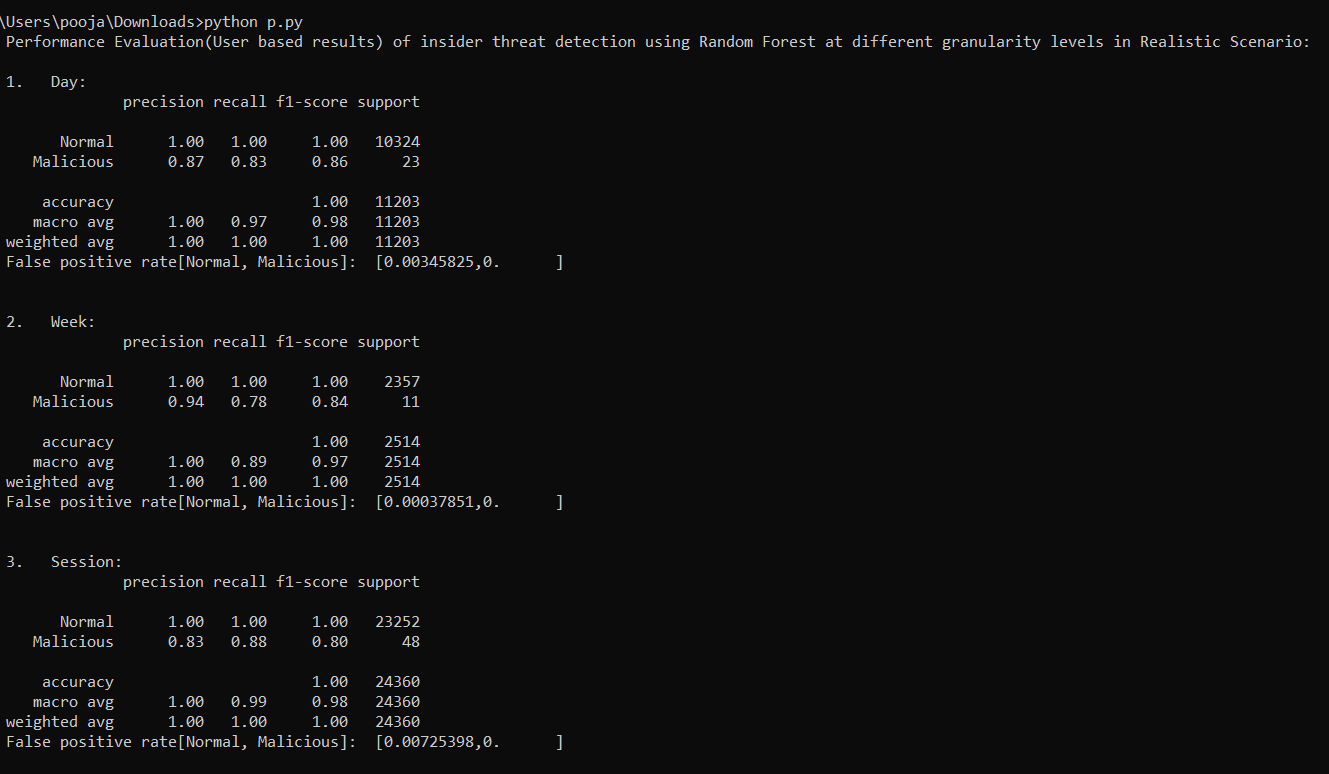 \Users\pooja\Downloads>python p.py
Performance Evaluation(User based results) of insider threat detection using Random Forest at different granularity levels in Realistic Scenario:
1.   Day:
             precision recall f1-score support
      Normal      1.00   1.00     1.00   10324
   Malicious      0.87   0.83     0.86      23
    accuracy                      1.00   11203
   macro avg      1.00   0.97     0.98   11203
weighted avg      1.00   1.00     1.00   11203
False positive rate[Normal, Malicious]:  [0.00345825,0.      ]
2.   Week:
             precision recall f1-score support
      Normal      1.00   1.00     1.00    2357
   Malicious      0.94   0.78     0.84      11
    accuracy                      1.00    2514
   macro avg      1.00   0.89     0.97    2514
weighted avg      1.00   1.00     1.00    2514
False positive rate[Normal, Malicious]:  [0.00037851,0.      ]
3.   Session:
             precision recall f1-score support
      Normal      1.00   1.00     1.00   23252
   Malicious      0.83   0.88     0.80      48
    accuracy                      1.00   24360
   macro avg      1.00   0.99     0.98   24360
weighted avg      1.00   1.00     1.00   24360
False positive rate[Normal, Malicious]:  [0.00725398,0.      ]